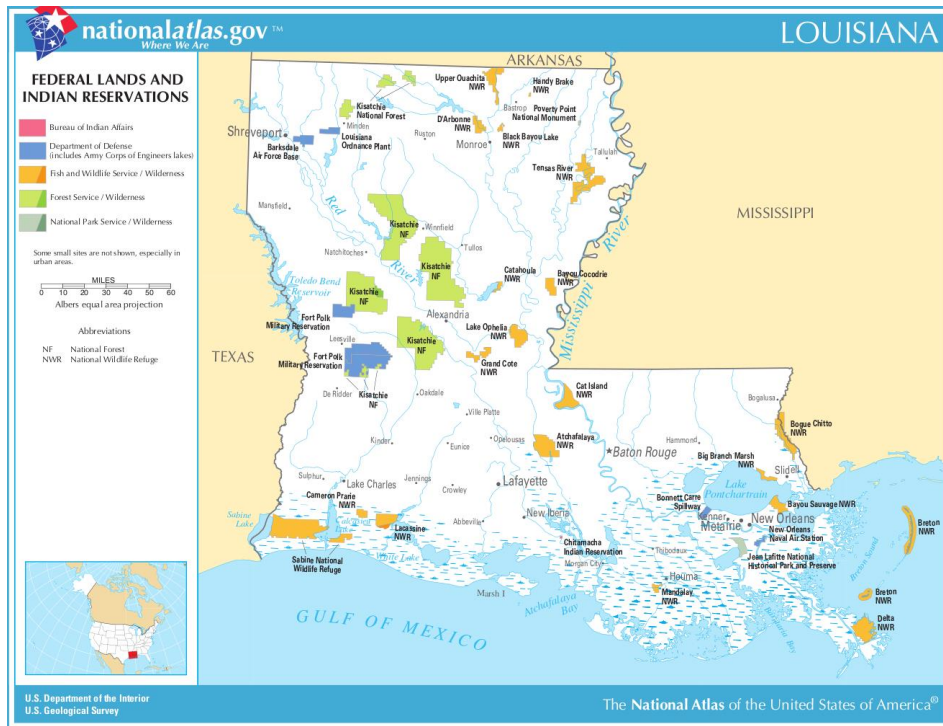 nationalatlas.gov ™
Where We Are
LOUISIANA
FEDERAL LANDS AND
INDIAN RESERVATIONS
Bureau of Indian Affairs
Department of Defense
(includes Army Corps of Engineers lakes)
Fish and Wildlife Service / Wilderness
Forest Service / Wilderness
National Park Service / Wilderness
Some small sites are not shown, especially in
urban areas.
MILES
0 10 20 30 40 50 60
Albers equal area projection
Abbreviations
NF National Forest
NWR National Wildlife Refuge
ARKANSAS
MISSISSIPPI
TEXAS
Upper Ouachita
NWR
Handy Brake
NWR
Bastrop
Poverty Point
National Monument
Kisatchie
National Forest
Minden
D'Arbonne
NWR
Black Bayou Lake
NWR
Shreveport
Ruston
Monroe
Louisiana
Ordnance Plant
Barksdale
Air Force Base
Tallulah
Tensas River
NWR
Mansfield
Red
River
Kisatchie
NF
Winnfield
Mississippi
River
Natchitoches
Tullos
Kisatchie
NF
Toledo Bend
Reservoir
Catahoula
NWR
Bayou Cocodrie
NWR
Kisatchie
NF
Fort Polk
Military Reservation
Alexandria
Lake Ophelia
NWR
Leesville
Kisatchie
NF
Fort Polk
Military Reservation
Grand Cote
NWR
De Ridder
Kisatchie
NF
Oakdale
Cat Island
NWR
Bogalusa
Ville Platte
Bogue Chitto
NWR
Kinder
Eunice
Opelousas
Atchafalaya
NWR
Baton Rouge
Hammond
Big Branch Marsh
NWR
Slidell
Sulphur
Lake Charles
Jennings
Crowley
Lafayette
Lake
Pontchartrain
Bonnett Carre
Spillway
Bayou Sauvage NWR
Cameron Prarie
NWR
Kenner
Metairie
New Orleans
Sabine
Lake
Calcasieu
Lacassine
NWR
Abbeville
New Iberia
New Orleans
Naval Air Station
Breton
NWR
Sabine National
Wildlife Refuge
White Lake
Chitamacha
Indian Reservation
Morgan City
Thibodaux
Jean Lafitte National
Historical Park and Preserve
Breton Sound
Houma
Mandalay
NWR
Marsh I
Atchafalaya
Bay
Barataria Bay
Breton
NWR
Delta
NWR
GULF OF MEXICO
U.S. Department of the Interior
U.S. Geological Survey
The National Atlas of the United States of America®